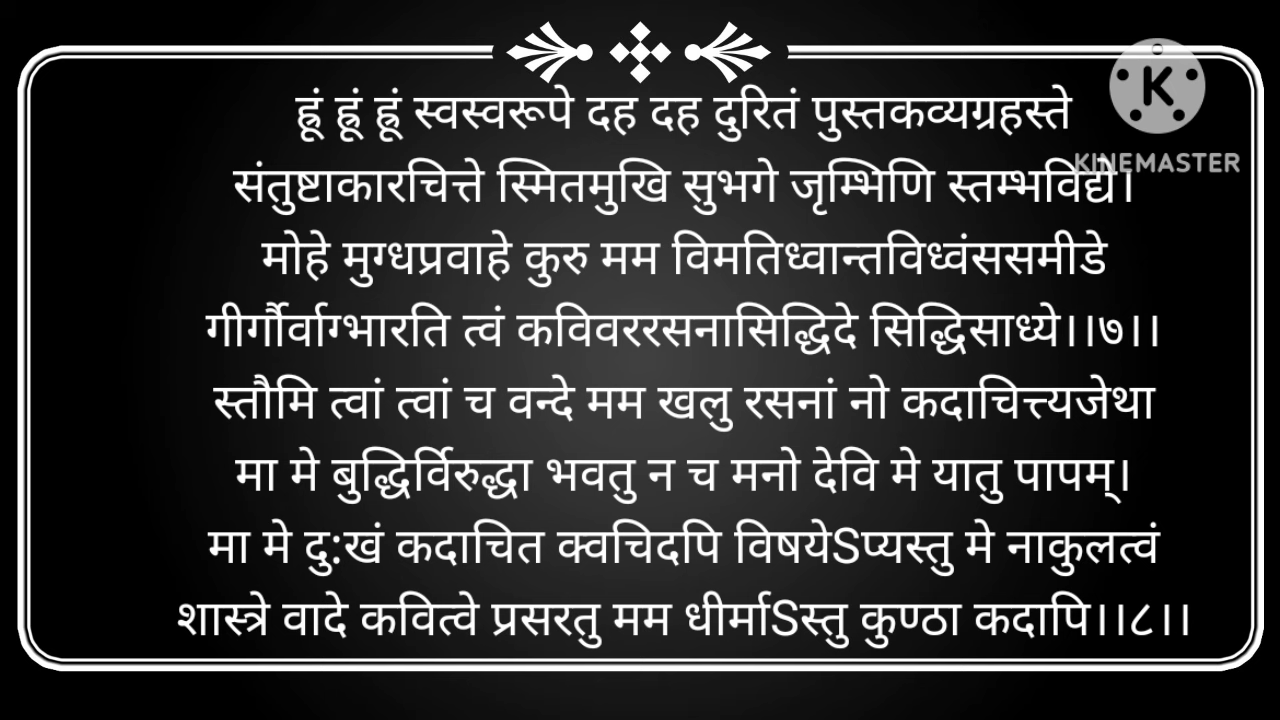 ह्रूं ह्रूं ह्रूं स्वस्वरूपे दह दह दुरितं पुस्तकव्यग्रहस्ते
संतुष्टाकारचित्ते स्मितमुखि सुभगे जृम्भिणि स्तम्भविद्ये।
मोहे मुग्धप्रवाहे कुरु मम विमतिध्वान्तविध्वंससमीडे
गीर्गौर्वाग्भारति त्वं कविवररसनासिद्धिदे सिद्धिसाध्ये।।७।।
स्तौमि त्वां त्वां च वन्दे मम खलु रसनां नो कदाचित्त्यजेथा
मा मे बुद्धिर्विरुद्धा भवतु न च मनो देवि मे यातु पापम्।
मा मे दु:खं कदाचित क्वचिदपि विषयेSप्यस्तु मे नाकुलत्वं
शास्त्रे वादे कवित्वे प्रसरतु मम धीर्माSस्तु कुण्ठा कदापि।।८।।
K
KINEMASTER